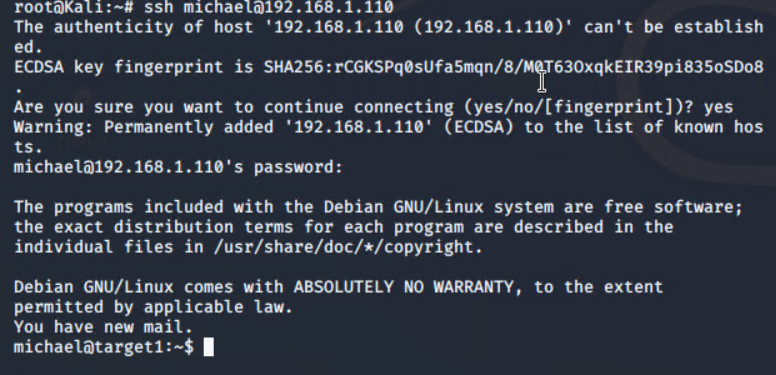 root@Kali:~# ssh michael@192.168.1.110
The authenticity of host '192.168.1.110 (192.168.1.110)' can't be establish
ed.
ECDSA key fingerprint is SHA256:rCGKSPq0sUfa5mqn/8/M0T63OxqkEIR39pi835oSDo8
.
Are you sure you want to continue connecting (yes/no/[fingerprint])? yes
Warning: Permanently added '192.168.1.110' (ECDSA) to the list of known hos
ts.
michael@192.168.1.110's password:
The programs included with the Debian GNU/Linux system are free software;
the exact distribution terms for each program are described in the
individual files in /usr/share/doc/*/copyright.
Debian GNU/Linux comes with ABSOLUTELY NO WARRANTY, to the extent
permitted by applicable law.
You have new mail.
michael@target1:~$